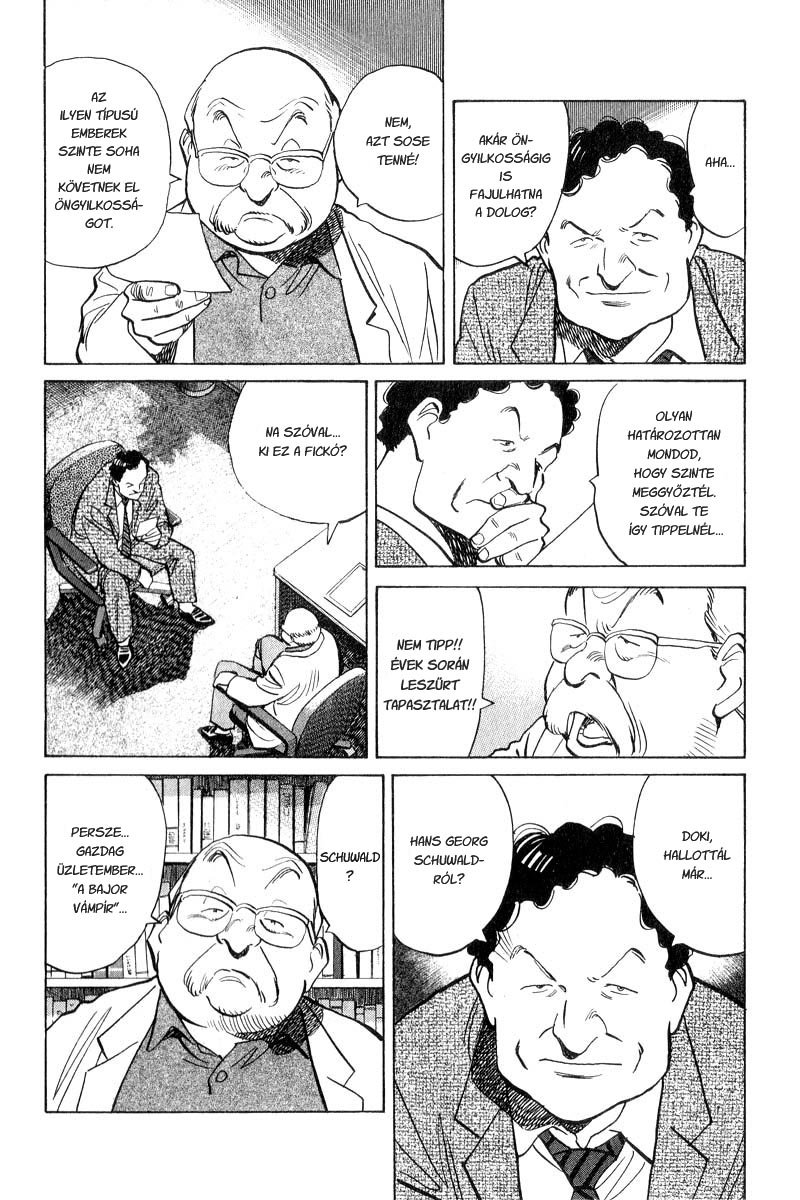 AHA...
AKÁR ÖN-
GYILKOSSÁGIG
IS
FAJULHATNA
A DOLOG?
NEM,
AZT SOSE
TENNÉ!
AZ
ILYEN TÍPUSÚ
EMBEREK
SZINTE SOHA
NEM
KÖVETNEK EL
ÖNGYILKOSSÁ-
GOT.
OLYAN
HATÁROZOTTAN
MONDOD,
HOGY SZINTE
MEGGYŐZTÉL.
SZÓVAL TE
ÍGY TIPPELNÉL...
NEM TIPP!!
ÉVEK SORÁN
LESZŰRT
TAPASZTALAT!!
NA SZÓVAL...
KI EZ A FICKÓ?
DOKI,
HALLOTTÁL
MÁR...
HANS GEORG
SCHUWALD-
RÓL?
SCHUWALD
?
PERSZE...
GAZDAG
ÜZLETEMBER...
"A BAJOR
VÁMPÍR"...